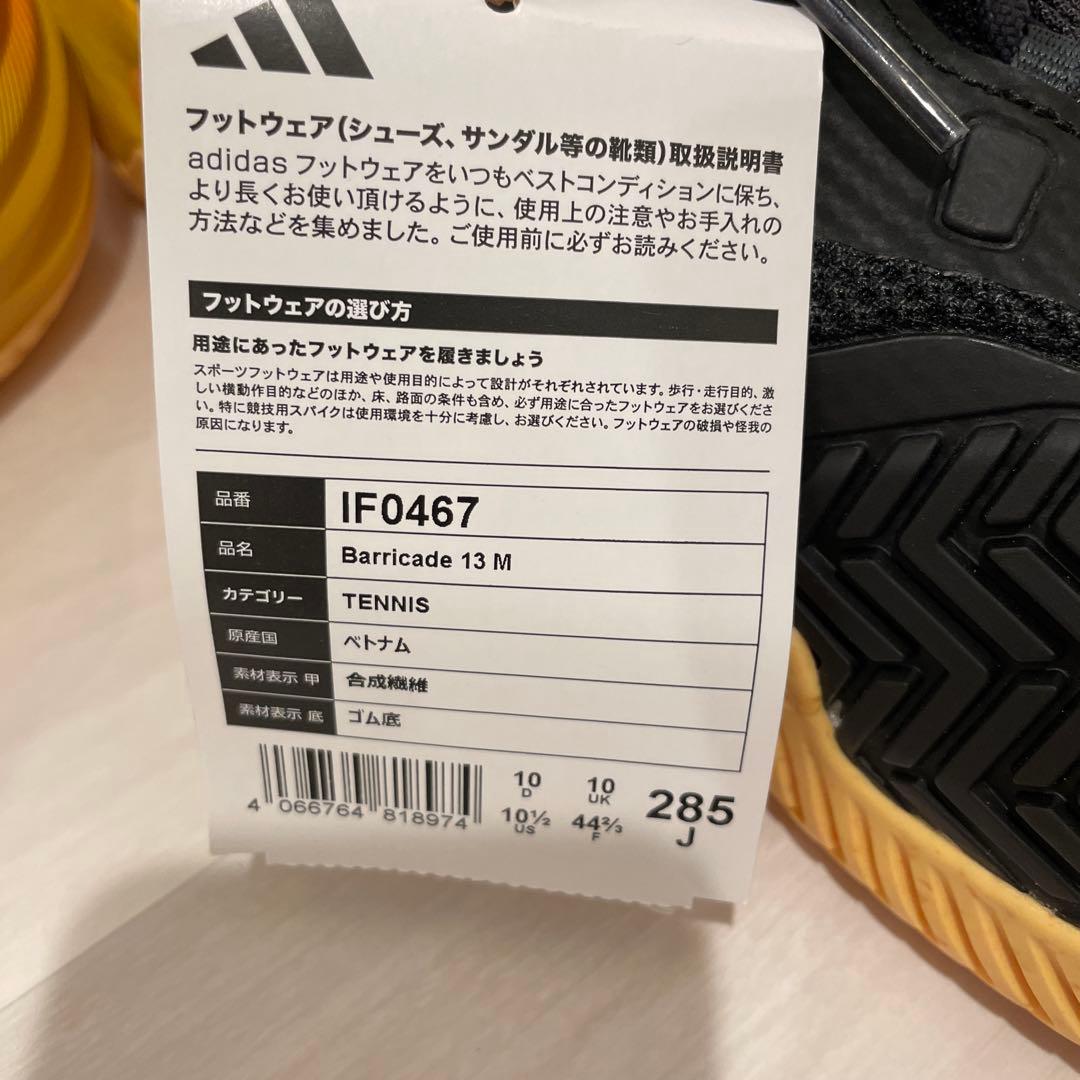 フットウェア(シューズ、サンダル等の靴類)取扱説明書
adidas フットウェアをいつもベストコンディションに保ち、
より長くお使い頂けるように、使用上の注意やお手入れの
方法などを集めました。ご使用前に必ずお読みください。
フットウェアの選び方
用途にあったフットウェアを履きましょう
スポーツフットウェアは用途や使用目的によって設計がそれぞれされています。歩行・走行目的、激
しい横動作目的などのほか、床、路面の条件も含め、必ず用途に合ったフットウェアをお選びくださ
い。特に競技用スパイクは使用環境を十分に考慮し、お選びください。フットウェアの破損や怪我の
原因になります。
品番 IF0467
品名 Barricade 13 M
カテゴリー TENNIS
原産国 ベトナム
素材表示 甲 合成繊維
素材表示 底 ゴム底
4 066764 818974
10 D 10 UK
10½ US 44⅔ F
285 J